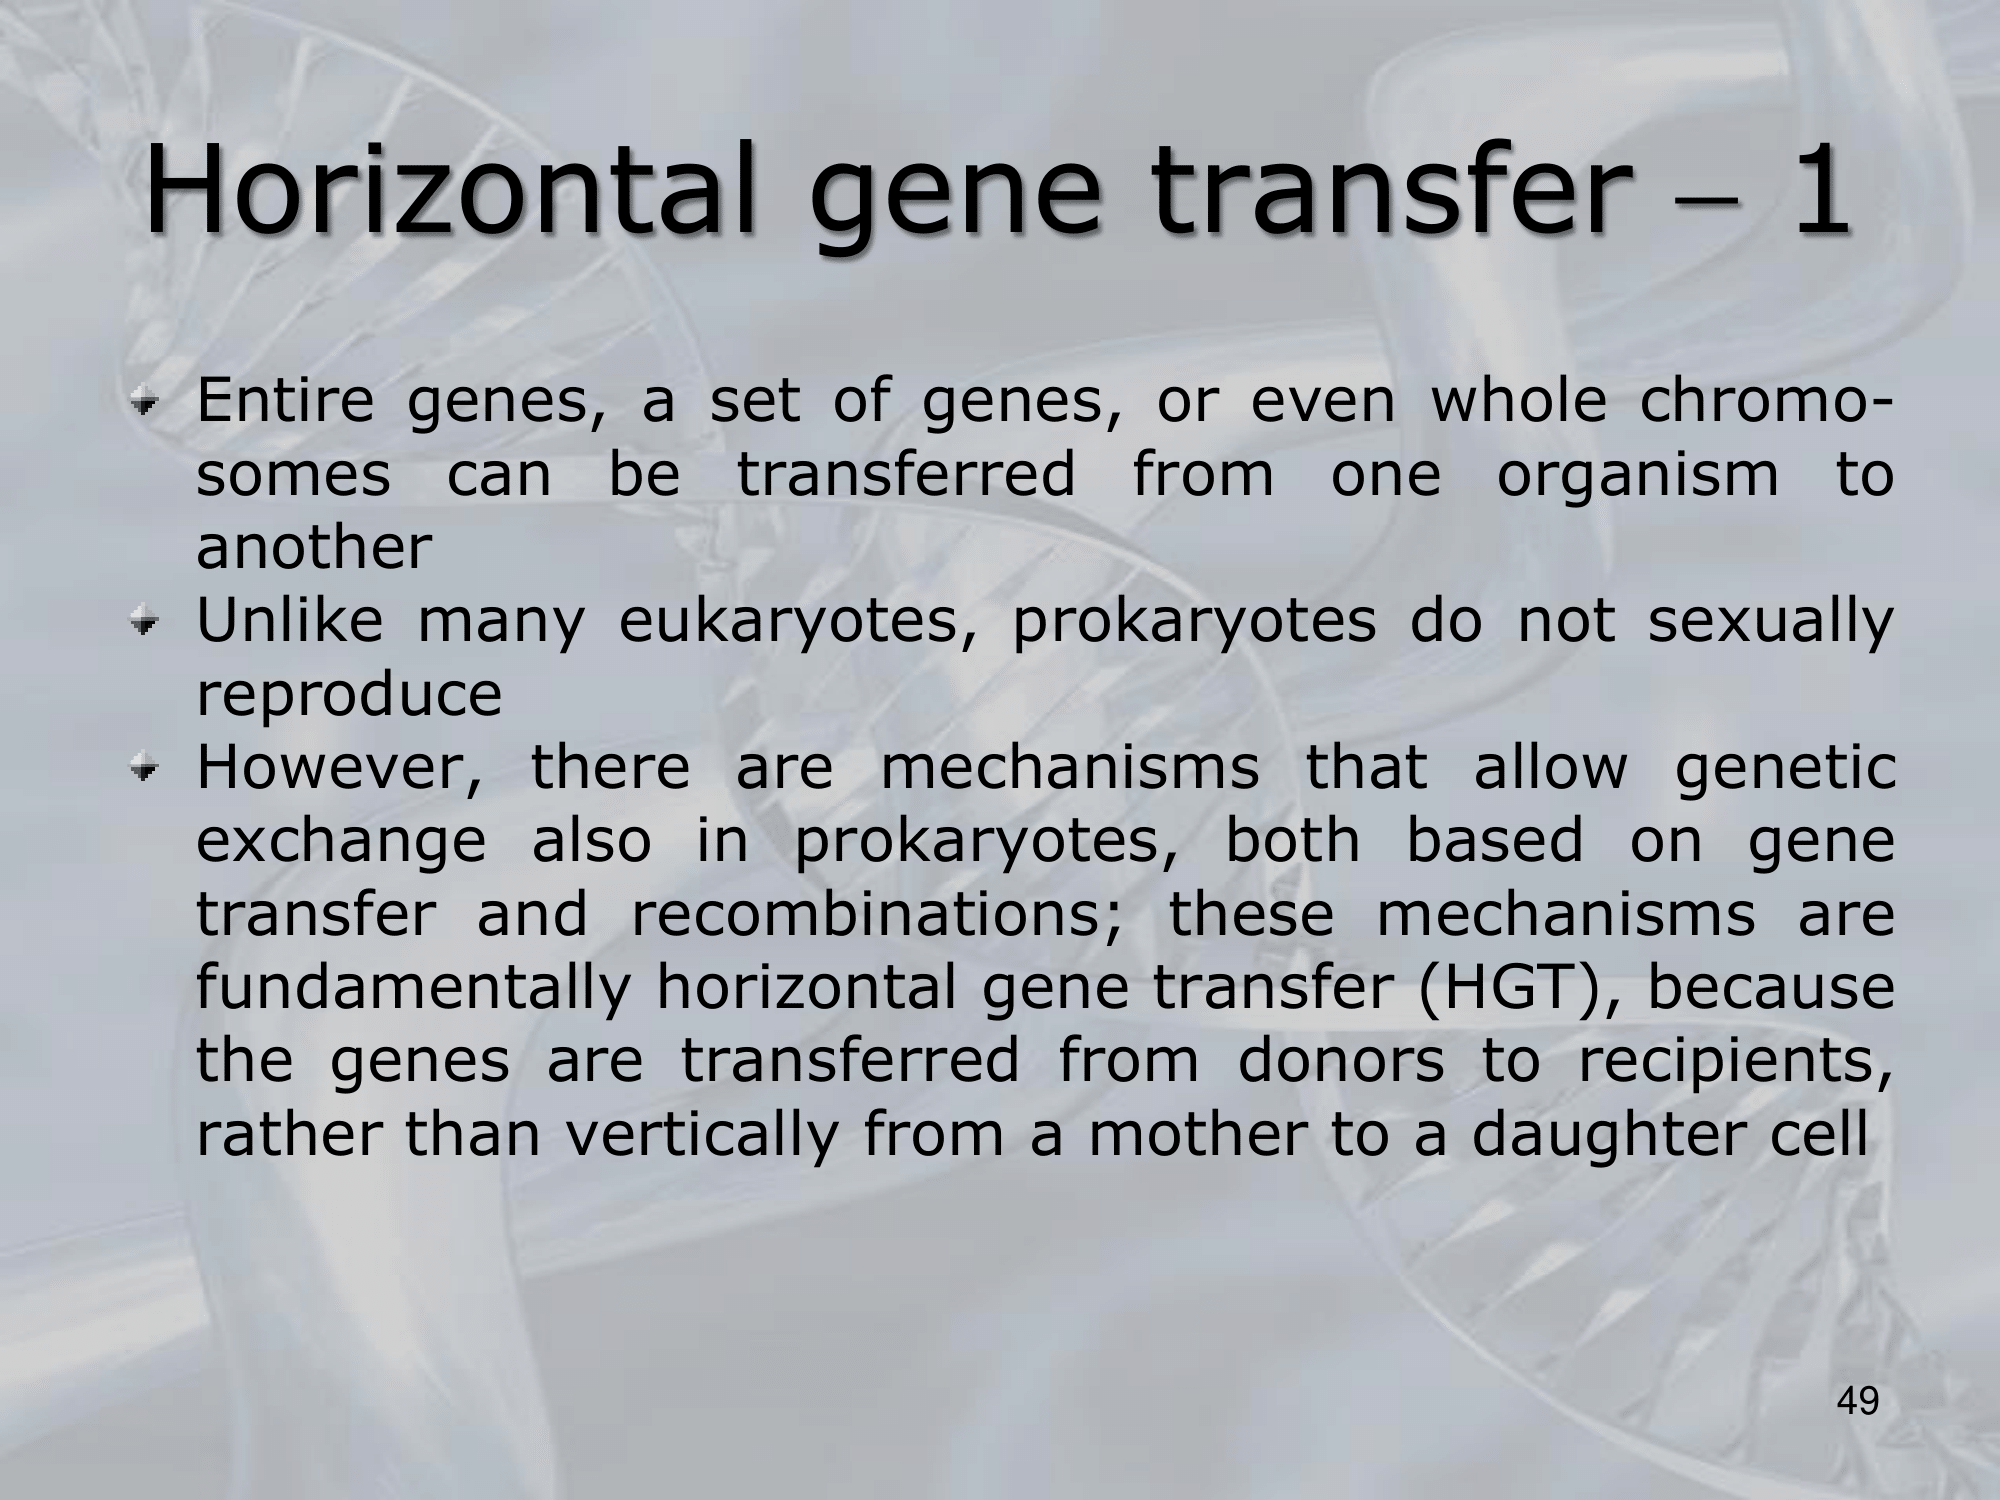 Horizontal gene transfer – 1
Entire genes, a set of genes, or even whole chromo-
somes can be transferred from one organism to
another
Unlike many eukaryotes, prokaryotes do not sexually
reproduce
However, there are mechanisms that allow genetic
exchange also in prokaryotes, both based on gene
transfer and recombinations; these mechanisms are
fundamentally horizontal gene transfer (HGT), because
the genes are transferred from donors to recipients,
rather than vertically from a mother to a daughter cell
49